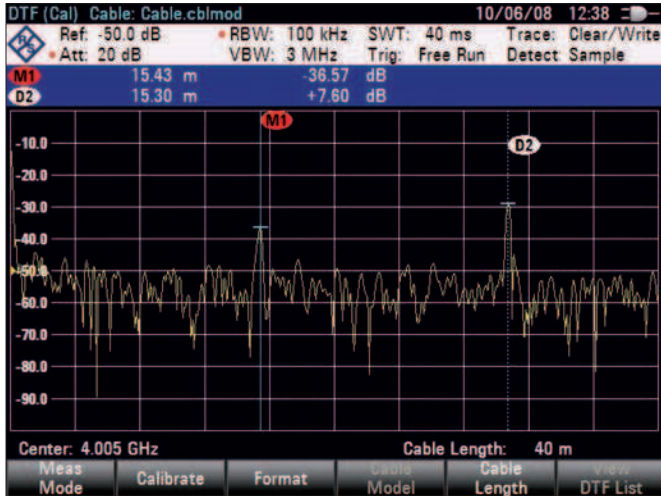 DTF (Cal) Cable: Cable.cblmod 10/06/08 12:38
R S Ref: -50.0 dB RBW: 100 kHz SWT: 40 ms Trace: Clear/Write
Att: 20 dB VBW: 3 MHz Trig: Free Run Detect: Sample
M1 15.43 m -36.57 dB
D2 15.30 m +7.60 dB
M1
D2
-10.0
-20.0
-30.0
-40.0
-50.0
-60.0
-70.0
-80.0
-90.0
Center: 4.005 GHz Cable Length: 40 m
Meas Mode Calibrate Format Cable Model Cable Length View DTF List